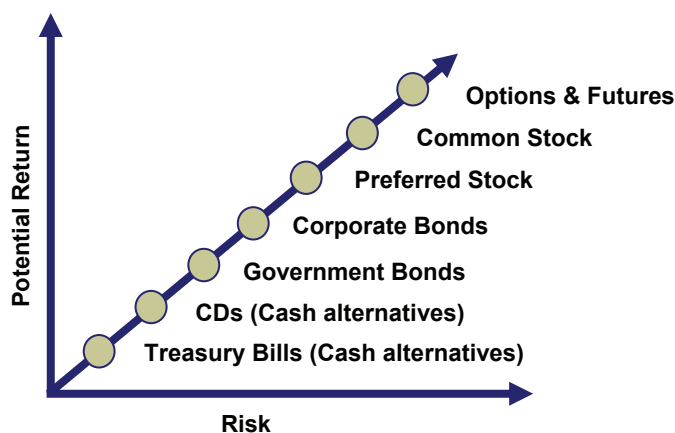 Potential Return
Options & Futures
Common Stock
Preferred Stock
Corporate Bonds
Government Bonds
CDs (Cash alternatives)
Treasury Bills (Cash alternatives)
Risk